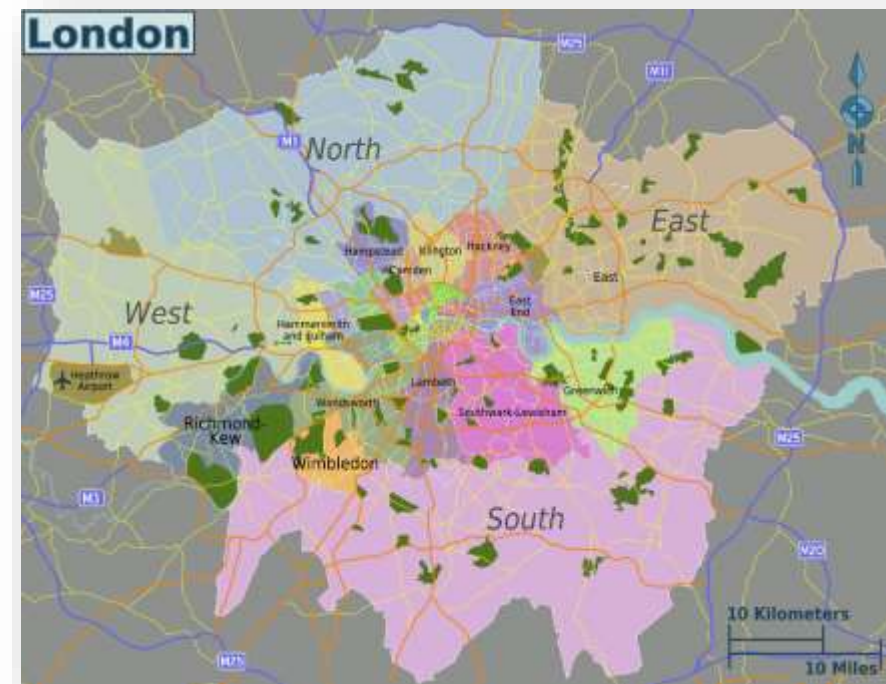 London
M25
M11
N
M1
North
East
Hampstead
Islington
Hackney
Camden
East
M25
West
East
End
Hammersmith
and Fulham
M4
Heathrow
Airport
Lambeth
Greenwich
Wandsworth
Southwark-Lewisham
Richmond-
Kew
M25
Wimbledon
M3
South
M20
10 Kilometers
M25
10 Miles